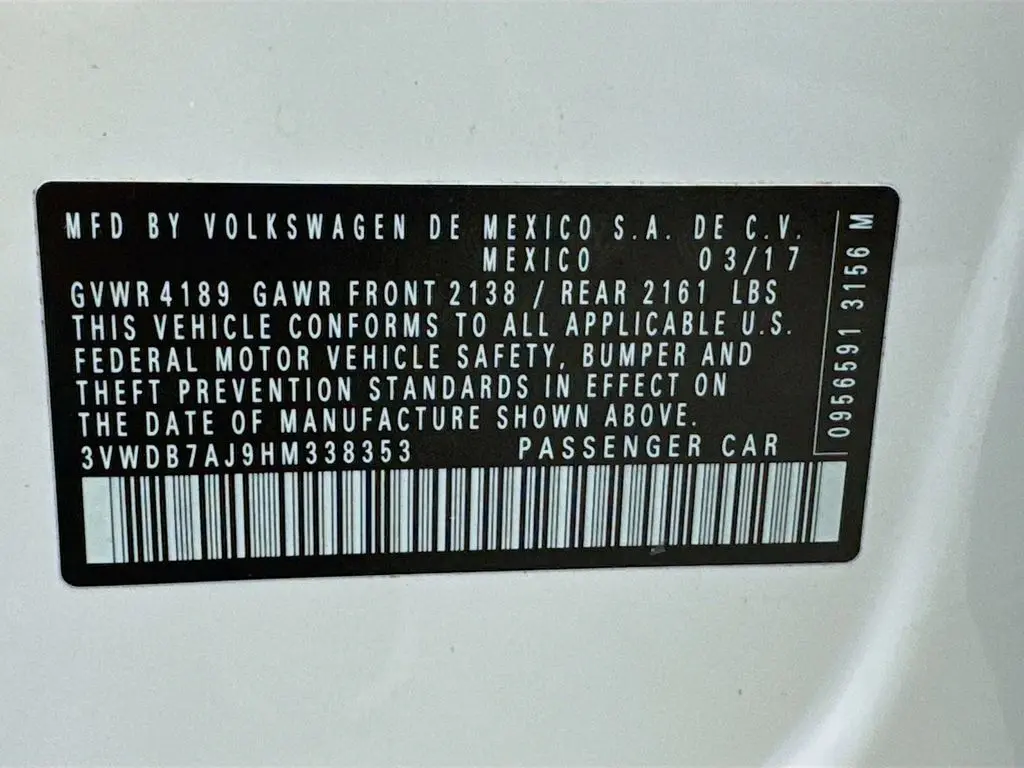 MFD BY VOLKSWAGEN DE MEXICO S.A. DE C.V.
MEXICO 03/17
GVWR 4189 GAWR FRONT 2138 / REAR 2161 LBS
THIS VEHICLE CONFORMS TO ALL APPLICABLE U.S.
FEDERAL MOTOR VEHICLE SAFETY, BUMPER AND
THEFT PREVENTION STANDARDS IN EFFECT ON
THE DATE OF MANUFACTURE SHOWN ABOVE.
3VWDB7AJ9HM338353 PASSENGER CAR
0956591 3156 M